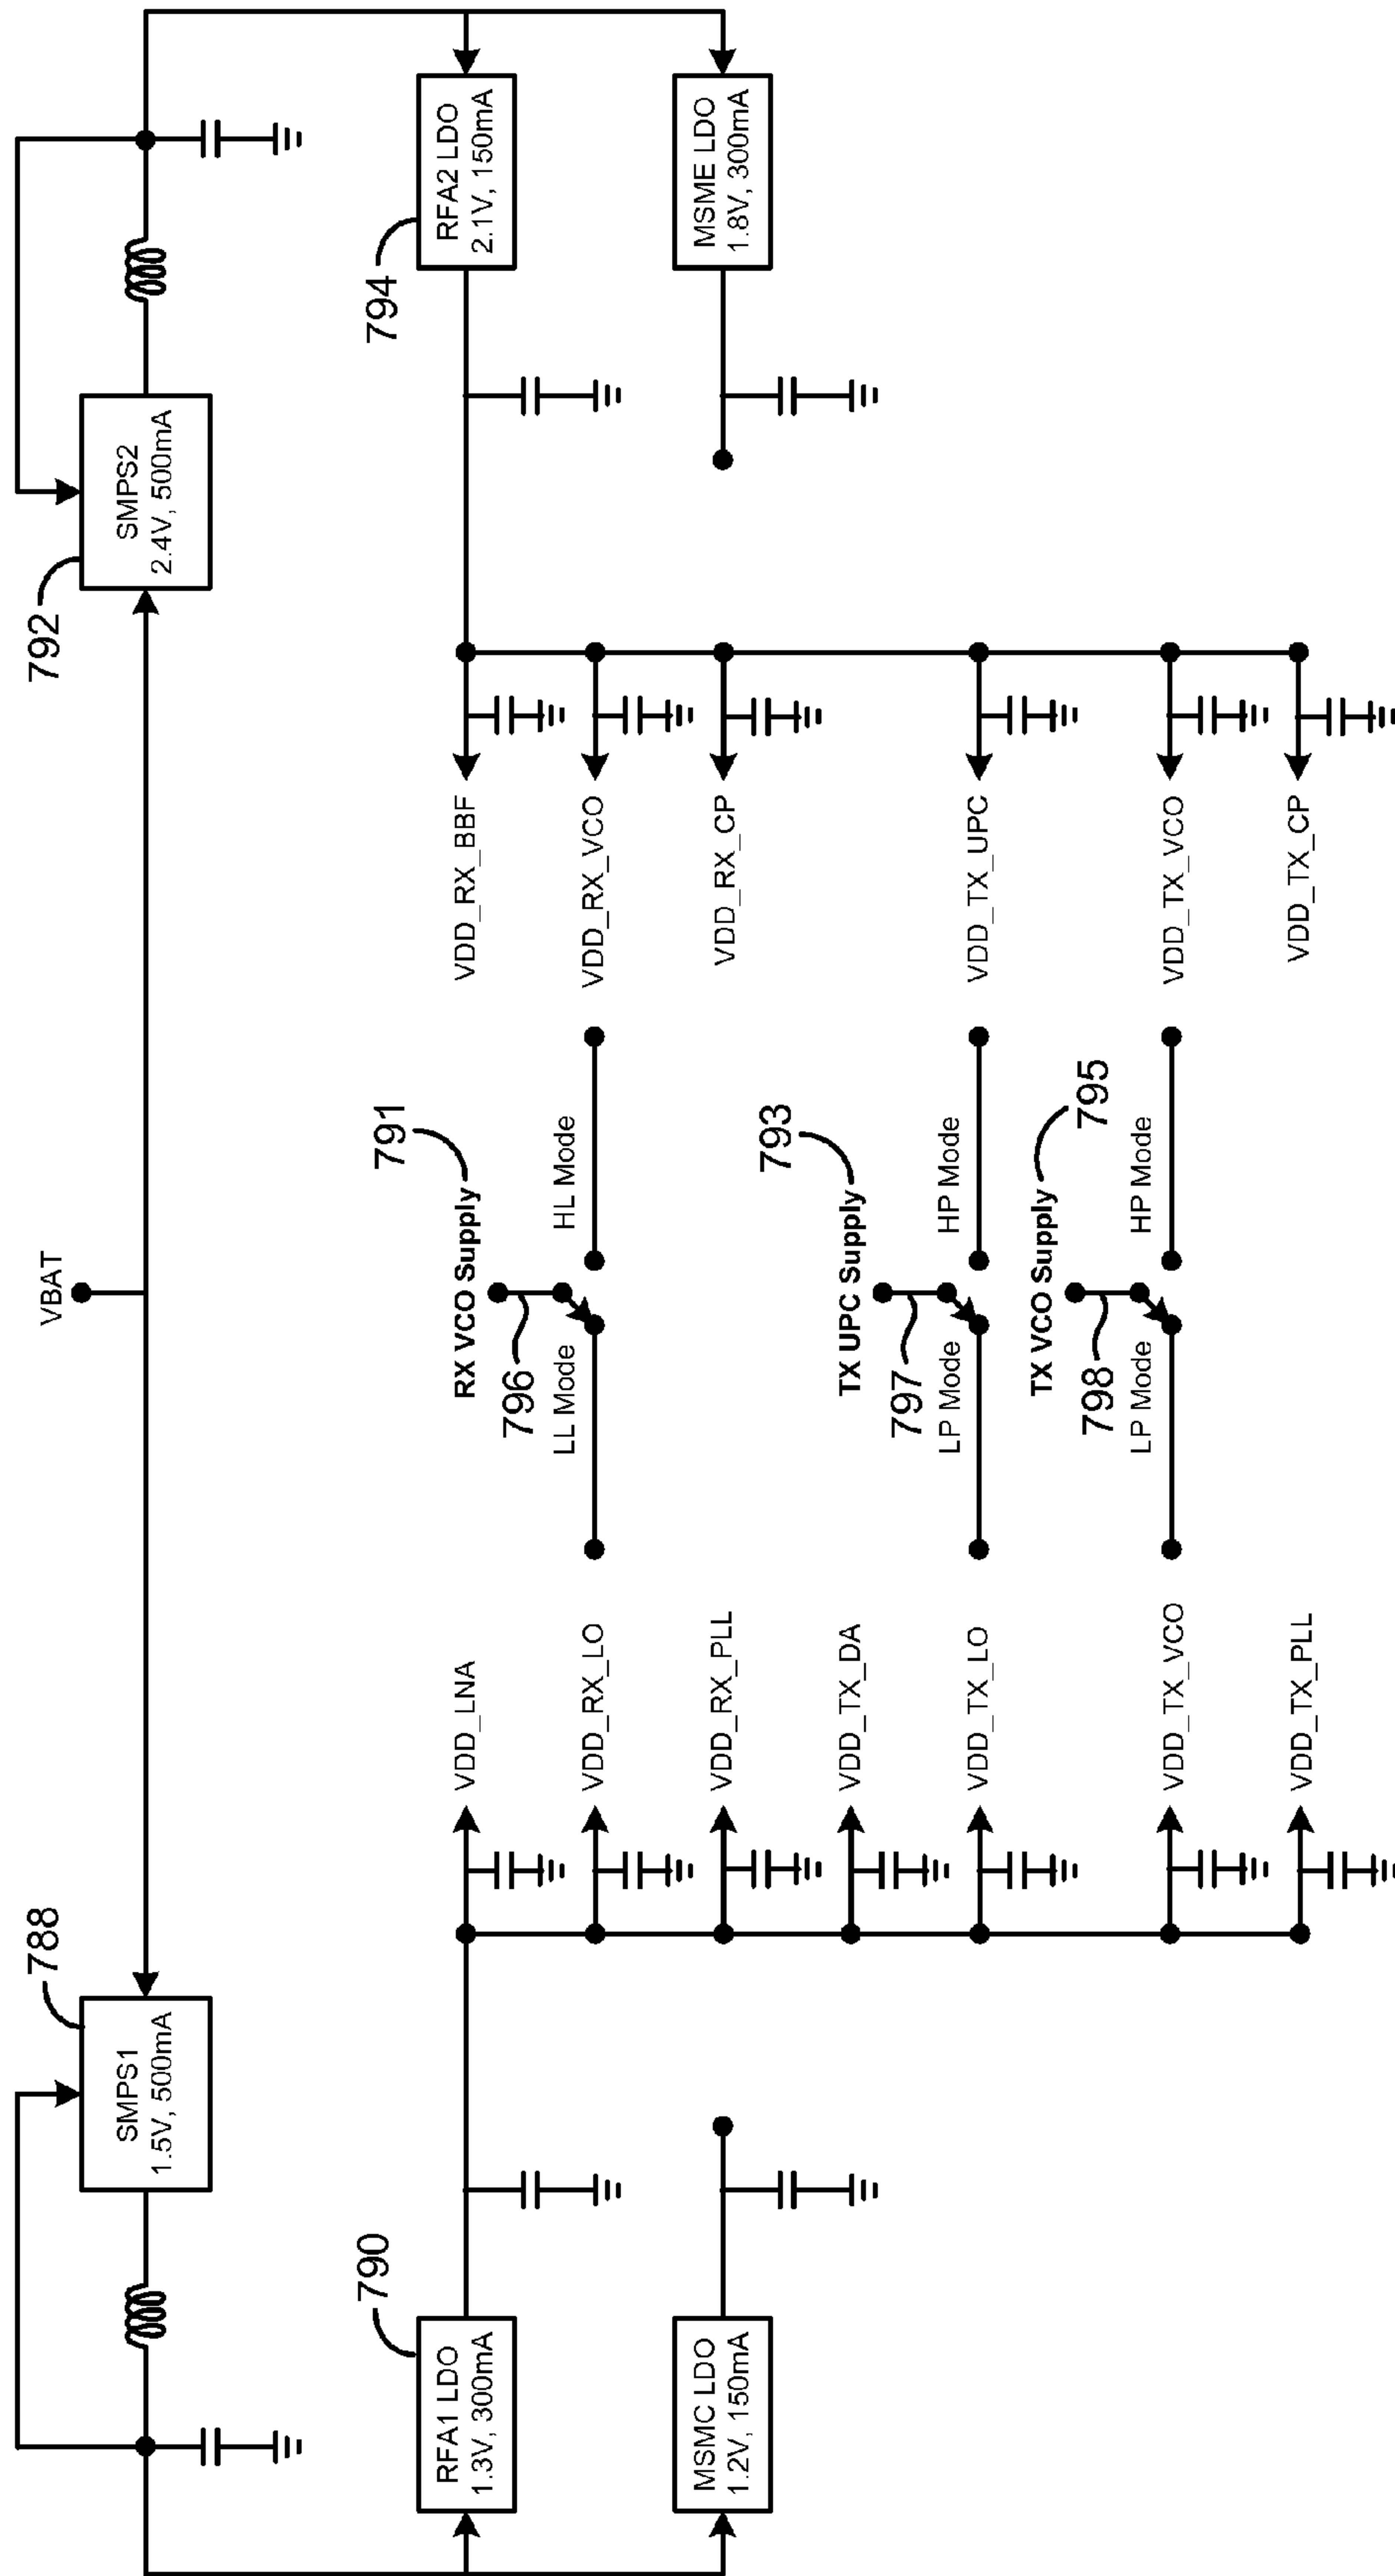 VBAT
788
SMPS1
1.5V, 500mA
792
SMPS2
2.4V, 500mA
790
RFA1 LDO
1.3V, 300mA
MSMC LDO
1.2V, 150mA
794
RFA2 LDO
2.1V, 150mA
MSME LDO
1.8V, 300mA
VDD_LNA
VDD_RX_LO
VDD_RX_PLL
VDD_TX_DA
VDD_TX_LO
VDD_TX_VCO
VDD_TX_PLL
791
RX VCO Supply
796
LL Mode
HL Mode
793
TX UPC Supply
797
LP Mode
HP Mode
795
TX VCO Supply
798
LP Mode
HP Mode
VDD_RX_BBF
VDD_RX_VCO
VDD_RX_CP
VDD_TX_UPC
VDD_TX_VCO
VDD_TX_CP